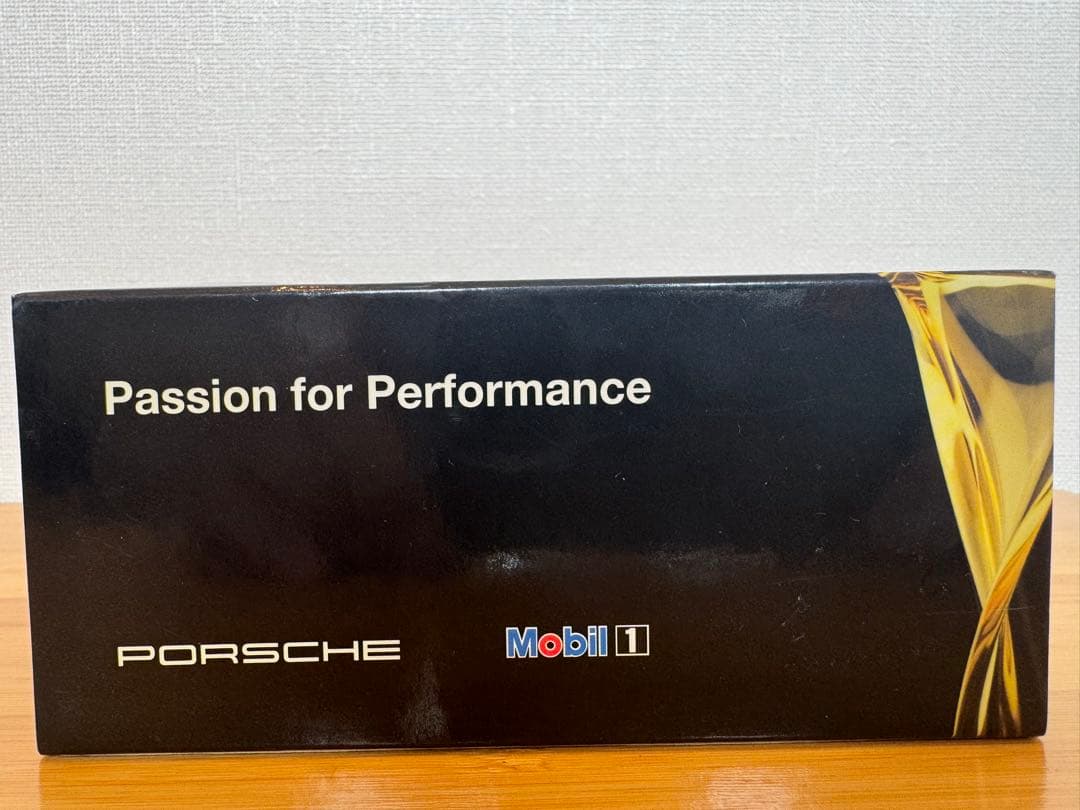 Passion for Performance
PORSCHE
Mobil 1